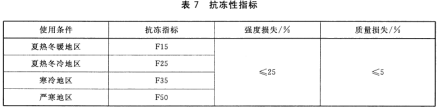 表 7 抗冻性指标
使用条件 抗冻指标 强度损失/% 质量损失/%
夏热冬暖地区 F15
夏热冬冷地区 F25
≤25 ≤5
寒冷地区 F35
严寒地区 F50